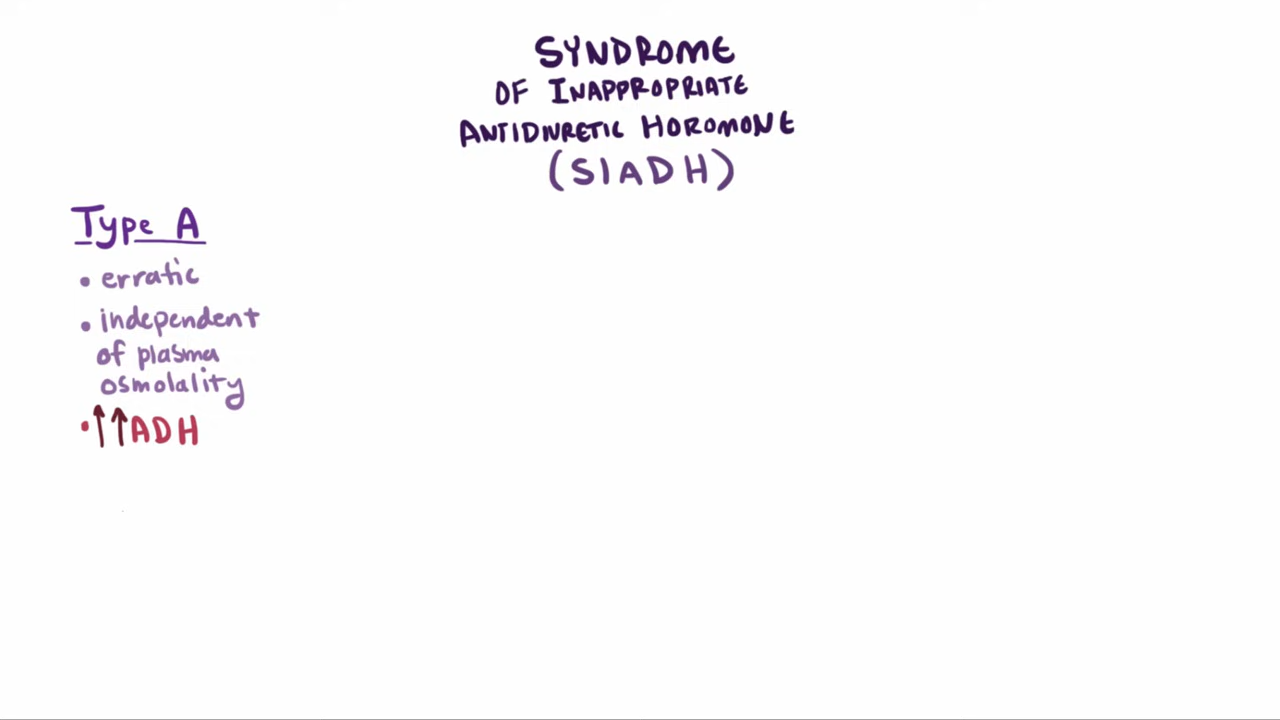 SYNDROME
OF INAPPROPRIATE
ANTIDIURETIC HOROMONE
(SIADH)
Type A
• erratic
• independent
of plasma
osmolality
• ↑↑ADH